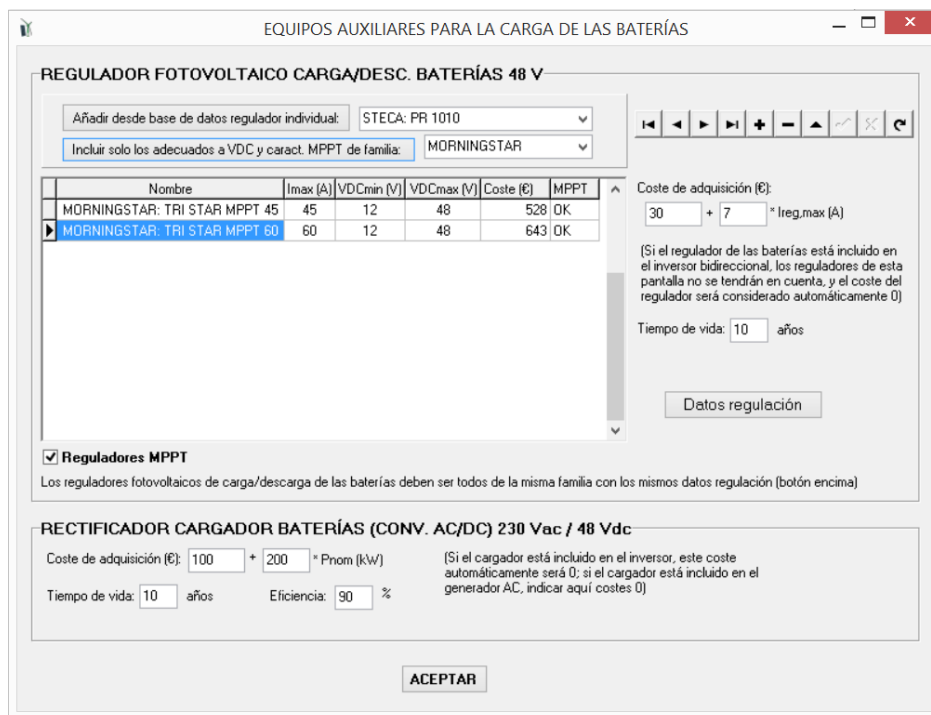 EQUIPOS AUXILIARES PARA LA CARGA DE LAS BATERÍAS
REGULADOR FOTOVOLTAICO CARGA/DESC. BATERÍAS 48 V
Añadir desde base de datos regulador individual: STECA: PR 1010
Incluir solo los adecuados a VDC y caract. MPPT de familia: MORNINGSTAR
Nombre Imax (A) VDCmin (V) VDCmax (V) Coste (€) MPPT
MORNINGSTAR: TRI STAR MPPT 45 45 12 48 528 OK
MORNINGSTAR: TRI STAR MPPT 60 60 12 48 643 OK
Coste de adquisición (€):
30 + 7 * Ireg,max (A)
(Si el regulador de las baterías está incluido en
el inversor bidireccional, los reguladores de esta
pantalla no se tendrán en cuenta, y el coste del
regulador será considerado automáticamente 0)
Tiempo de vida: 10 años
Datos regulación
Reguladores MPPT
Los reguladores fotovoltaicos de carga/descarga de las baterías deben ser todos de la misma familia con los mismos datos regulación (botón encima)
RECTIFICADOR CARGADOR BATERÍAS (CONV. AC/DC) 230 Vac / 48 Vdc
Coste de adquisición (€): 100 + 200 * Pnom (kW)
(Si el cargador está incluido en el inversor, este coste
automáticamente será 0; si el cargador está incluido en el
generador AC, indicar aquí costes 0)
Tiempo de vida: 10 años Eficiencia: 90 %
ACEPTAR